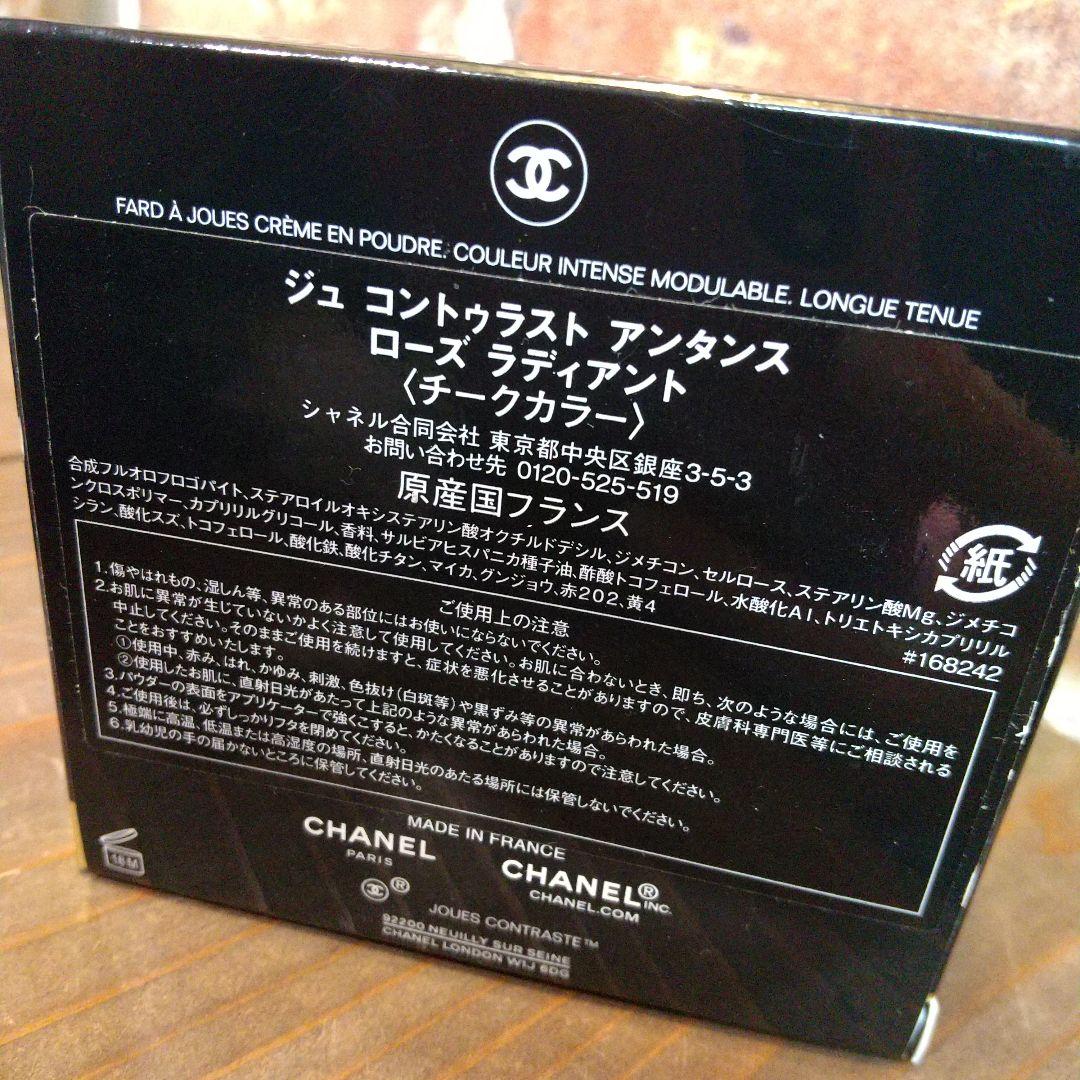 FARD À JOUES CRÈME EN POUDRE. COULEUR INTENSE MODULABLE. LONGUE TENUE
ジュ コントゥラスト アンタンス
ローズ ラディアント
〈チークカラー〉
シャネル合同会社 東京都中央区銀座3-5-3
お問い合わせ先 0120-525-519
原産国フランス
合成フルオロフロゴパイト、ステアロイルオキシステアリン酸オクチルドデシル、ジメチコン、セルロース、ステアリン酸Mg、ジメチコ
ンクロスポリマー、カプリリルグリコール、香料、サルビアヒスパニカ種子油、酢酸トコフェロール、水酸化Al、トリエトキシカプリリル
シラン、酸化スズ、トコフェロール、酸化鉄、酸化チタン、マイカ、グンジョウ、赤202、黄4
#168242
紙
ご使用上の注意
1.傷やはれもの、湿しん等、異常のある部位にはお使いにならないでください。
2.お肌に異常が生じていないかよく注意して使用してください。お肌に合わないとき、即ち、次のような場合には、ご使用を
中止してください。そのままご使用を続けますと、症状を悪化させることがありますので、皮膚科専門医等にご相談される
ことをおすすめいたします。
①使用中、赤み、はれ、かゆみ、刺激、色抜け(白斑等)や黒ずみ等の異常があらわれた場合。
②使用したお肌に、直射日光があたって上記のような異常があらわれた場合。
3.パウダーの表面をアプリケーターで強くこすると、かたくなることがありますので注意してください。
4.ご使用後は、必ずしっかりフタを閉めてください。
5.極端に高温、低温または高湿度の場所、直射日光のあたる場所には保管しないでください。
6.乳幼児の手の届かないところに保管してください。
18M
MADE IN FRANCE
CHANEL
PARIS
CHANEL® INC.
CHANEL.COM
®
JOUES CONTRASTE™
92200 NEUILLY SUR SEINE
CHANEL LONDON W1J 6DG